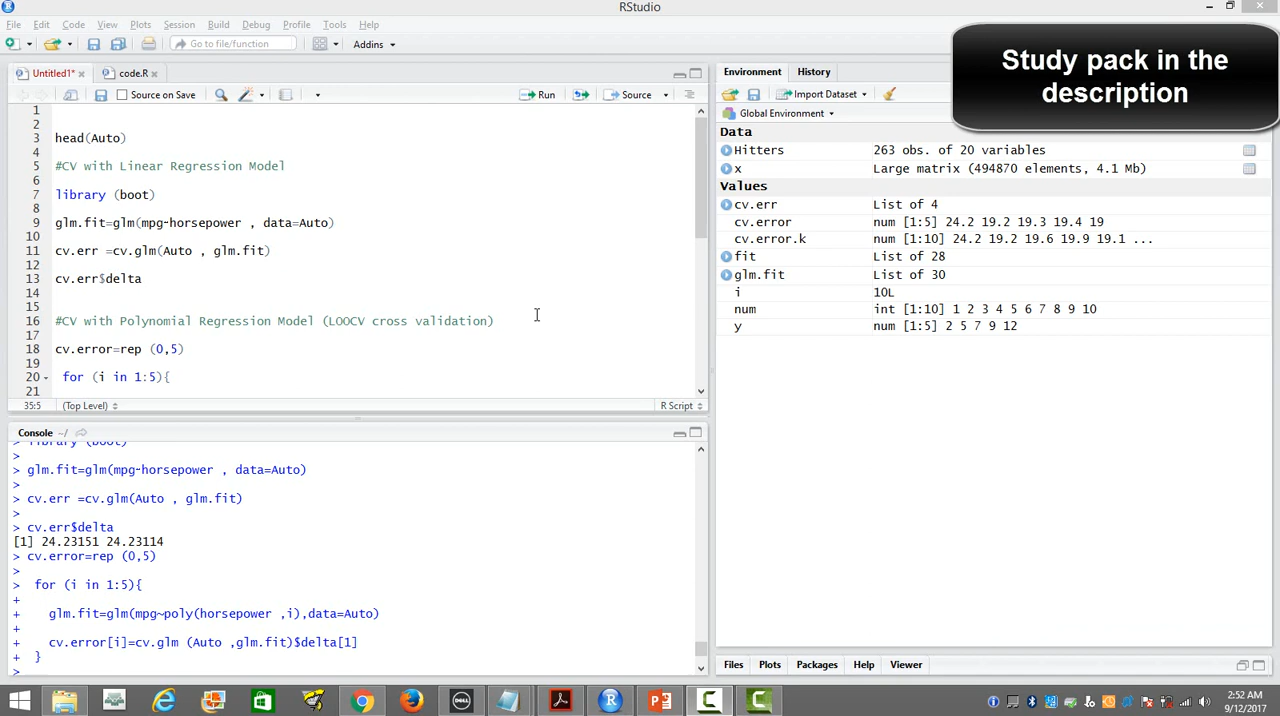 RStudio
File Edit Code View Plots Session Build Debug Profile Tools Help
Go to file/function Addins
Study pack in the
description
Untitled1* code.R
Source on Save Run Source
1
2
3 head(Auto)
4
5 #CV with Linear Regression Model
6
7 library (boot)
8
9 glm.fit=glm(mpg~horsepower , data=Auto)
10
11 cv.err =cv.glm(Auto , glm.fit)
12
13 cv.err$delta
14
15
16 #CV with Polynomial Regression Model (LOOCV cross validation)
17
18 cv.error=rep (0,5)
19
20 for (i in 1:5){
21
35:5 (Top Level) R Script
Console ~/
> library (boot)
>
> glm.fit=glm(mpg~horsepower , data=Auto)
>
> cv.err =cv.glm(Auto , glm.fit)
>
> cv.err$delta
[1] 24.23151 24.23114
> cv.error=rep (0,5)
>
> for (i in 1:5){
+
+ glm.fit=glm(mpg~poly(horsepower ,i),data=Auto)
+
+ cv.error[i]=cv.glm (Auto ,glm.fit)$delta[1]
+ }
>
Environment History
Import Dataset
Global Environment
Data
Hitters 263 obs. of 20 variables
x Large matrix (494870 elements, 4.1 Mb)
Values
cv.err List of 4
cv.error num [1:5] 24.2 19.2 19.3 19.4 19
cv.error.k num [1:10] 24.2 19.2 19.6 19.9 19.1 ...
fit List of 28
glm.fit List of 30
i 10L
num int [1:10] 1 2 3 4 5 6 7 8 9 10
y num [1:5] 2 5 7 9 12
Files Plots Packages Help Viewer
2:52 AM
9/12/2017